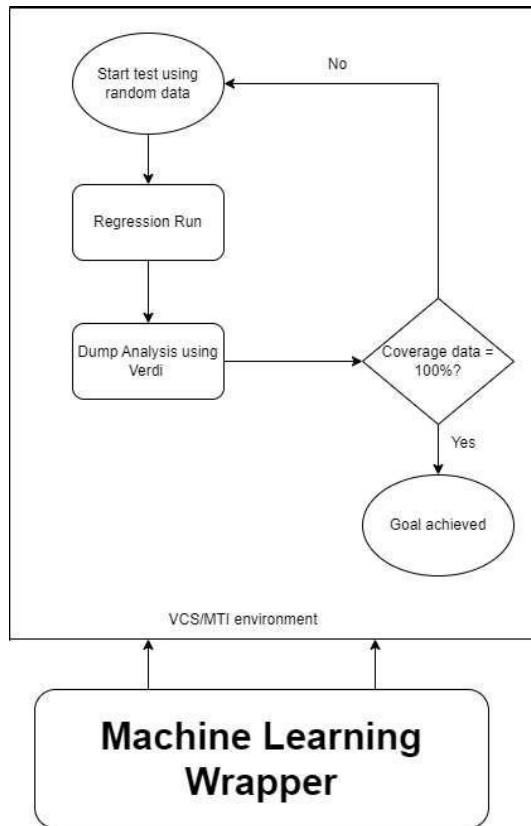 Start test using
random data
No
Regression Run
Dump Analysis using
Verdi
Coverage data =
100%?
Yes
Goal achieved
VCS/MTI environment
Machine Learning
Wrapper